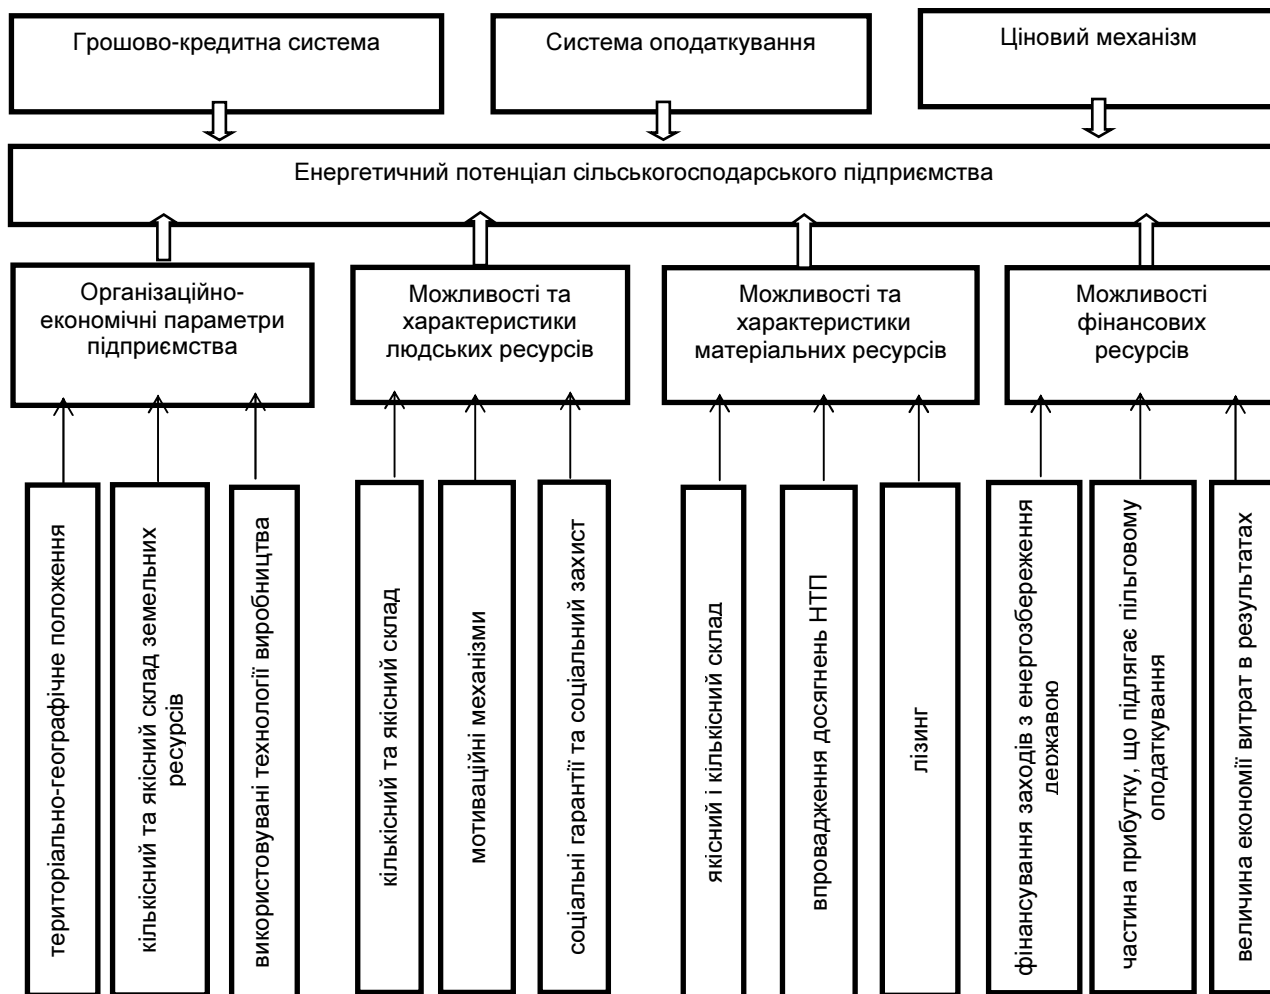 Грошово-кредитна система
Система оподаткування
Ціновий механізм
Енергетичний потенціал сільськогосподарського підприємства
Організаційно-
економічні параметри
підприємства
Можливості та
характеристики
людських ресурсів
Можливості та
характеристики
матеріальних ресурсів
Можливості
фінансових
ресурсів
територіально-географічне положення
кількісний та якісний склад земельних
ресурсів
використовувані технології виробництва
кількісний та якісний склад
мотиваційні механізми
соціальні гарантії та соціальний захист
якісний і кількісний склад
впровадження досягнень НТП
лізинг
фінансування заходів з енергозбереження
державою
частина прибутку, що підлягає пільговому
оподаткування
величина економії витрат в результатах